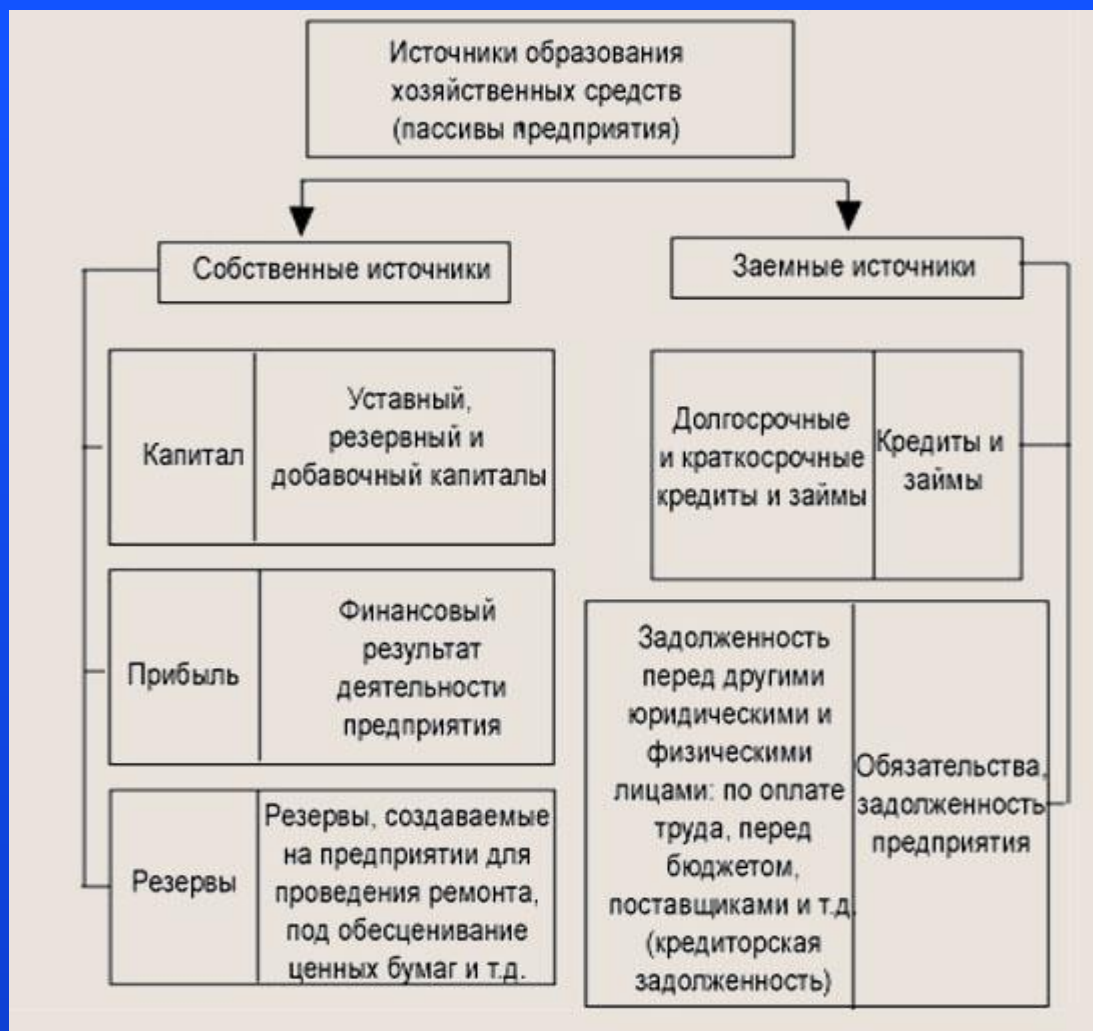 Источники образования
хозяйственных средств
(пассивы предприятия)
Собственные источники
Заемные источники
Капитал
Уставный,
резервный и
добавочный капиталы
Прибыль
Финансовый
результат
деятельности
предприятия
Резервы
Резервы, создаваемые
на предприятии для
проведения ремонта,
под обесценивание
ценных бумаг и т.д.
Долгосрочные
и краткосрочные
кредиты и займы
Кредиты и
займы
Задолженность
перед другими
юридическими и
физическими
лицами: по оплате
труда, перед
бюджетом,
поставщиками и т.д.
(кредиторская
задолженность)
Обязательства,
задолженность
предприятия